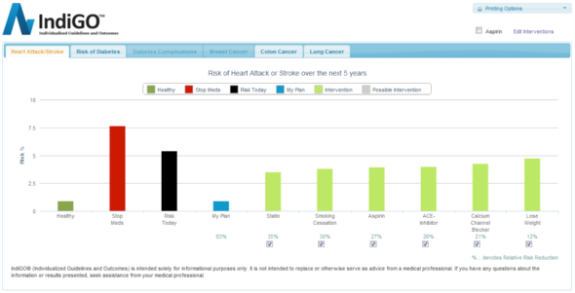 IndiGO™
Individualized Guidelines and Outcomes
Printing Options
Aspirin Edit Interventions
Heart Attack/Stroke Risk of Diabetes Diabetes Complications Breast Cancer Colon Cancer Lung Cancer
Risk of Heart Attack or Stroke over the next 5 years
Healthy Stop Meds Risk Today My Plan Intervention Possible Intervention
10
7.5
5
2.5
0
Risk %
Healthy Stop Meds Risk Today My Plan Statin Smoking Cessation Aspirin ACE-Inhibitor Calcium Channel Blocker Lose Weight
83% 35% 30% 27% 26% 21% 12%
%... denotes Relative Risk Reduction
IndiGO® (Individualized Guidelines and Outcomes) is intended solely for informational purposes only. It is not intended to replace or otherwise serve as advice from a medical professional. If you have any questions about the
information or results presented, seek assistance from your medical professional.